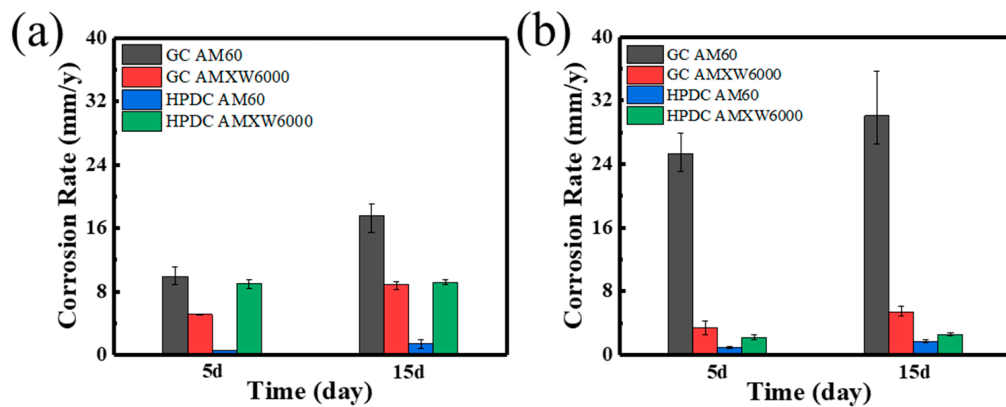 (a)
40
32
24
16
8
0
Corrosion Rate (mm/y)
GC AM60
GC AMXW6000
HPDC AM60
HPDC AMXW6000
5d
15d
Time (day)
(b)
40
32
24
16
8
0
Corrosion Rate (mm/y)
GC AM60
GC AMXW6000
HPDC AM60
HPDC AMXW6000
5d
15d
Time (day)